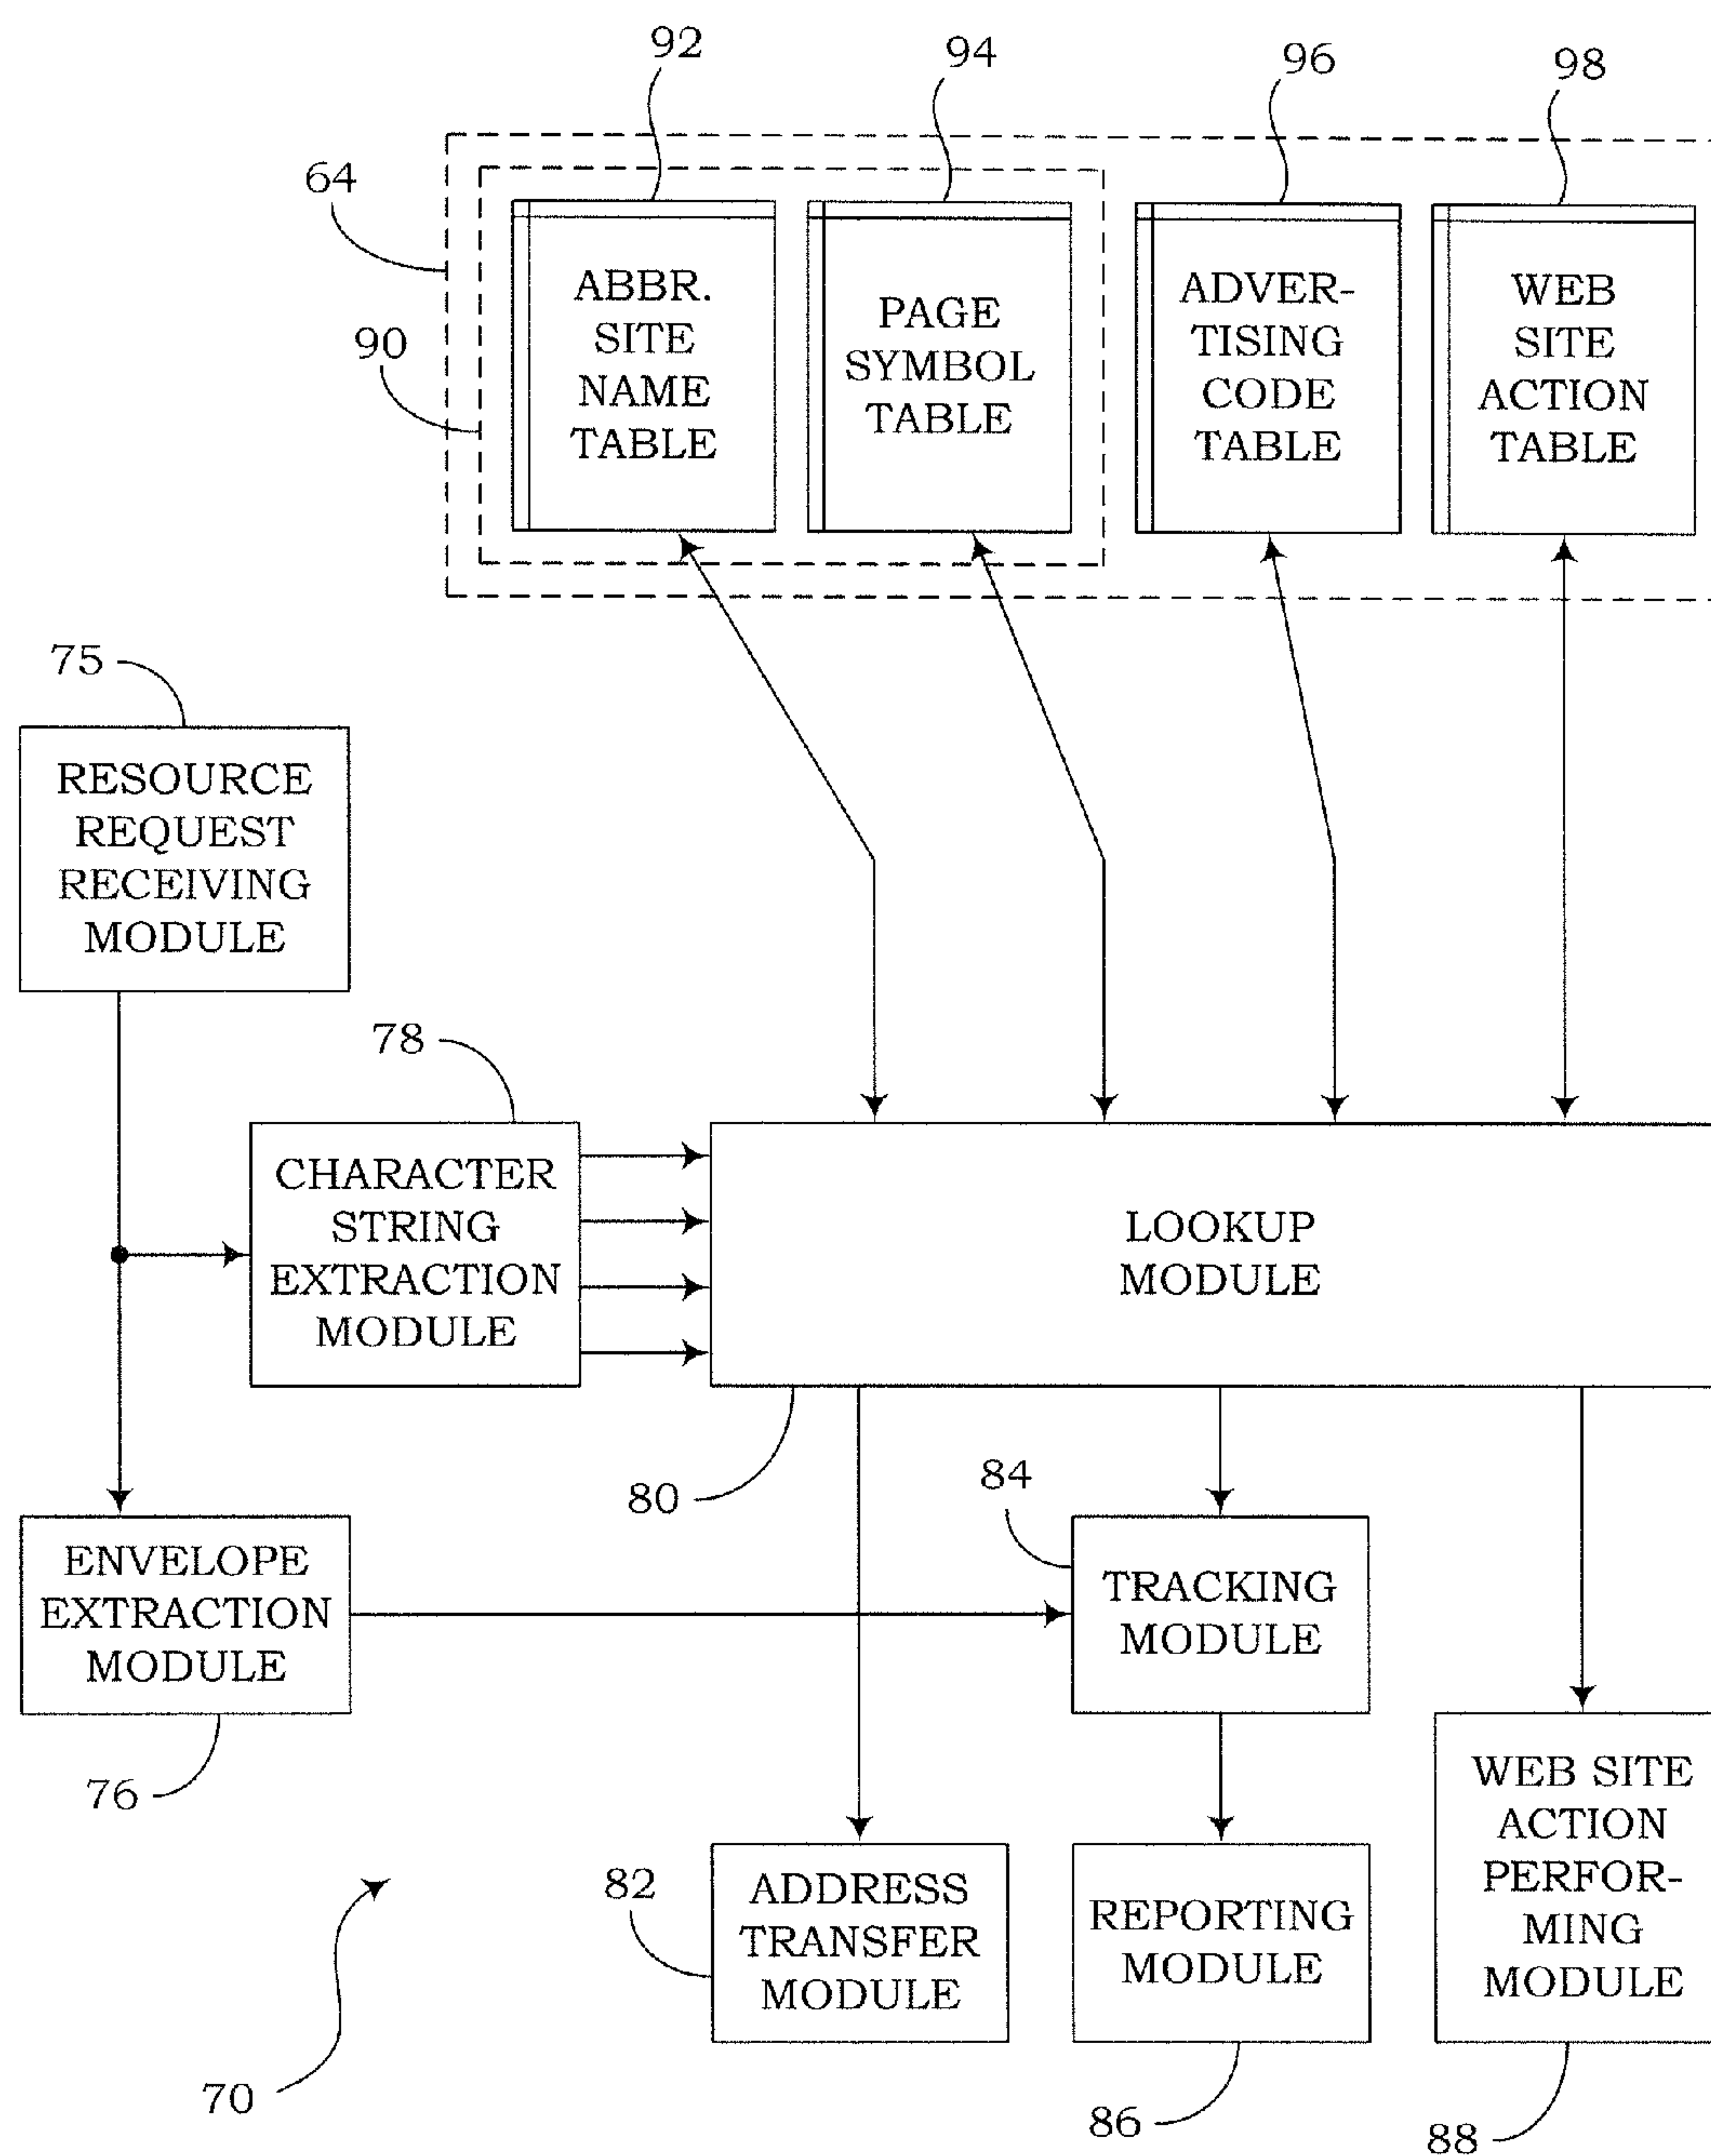 92
94
96
98
64
90
ABBR.
SITE
NAME
TABLE
PAGE
SYMBOL
TABLE
ADVER-
TISING
CODE
TABLE
WEB
SITE
ACTION
TABLE
75
RESOURCE
REQUEST
RECEIVING
MODULE
78
CHARACTER
STRING
EXTRACTION
MODULE
LOOKUP
MODULE
80
84
ENVELOPE
EXTRACTION
MODULE
76
TRACKING
MODULE
82
ADDRESS
TRANSFER
MODULE
REPORTING
MODULE
WEB SITE
ACTION
PERFOR-
MING
MODULE
70
86
88